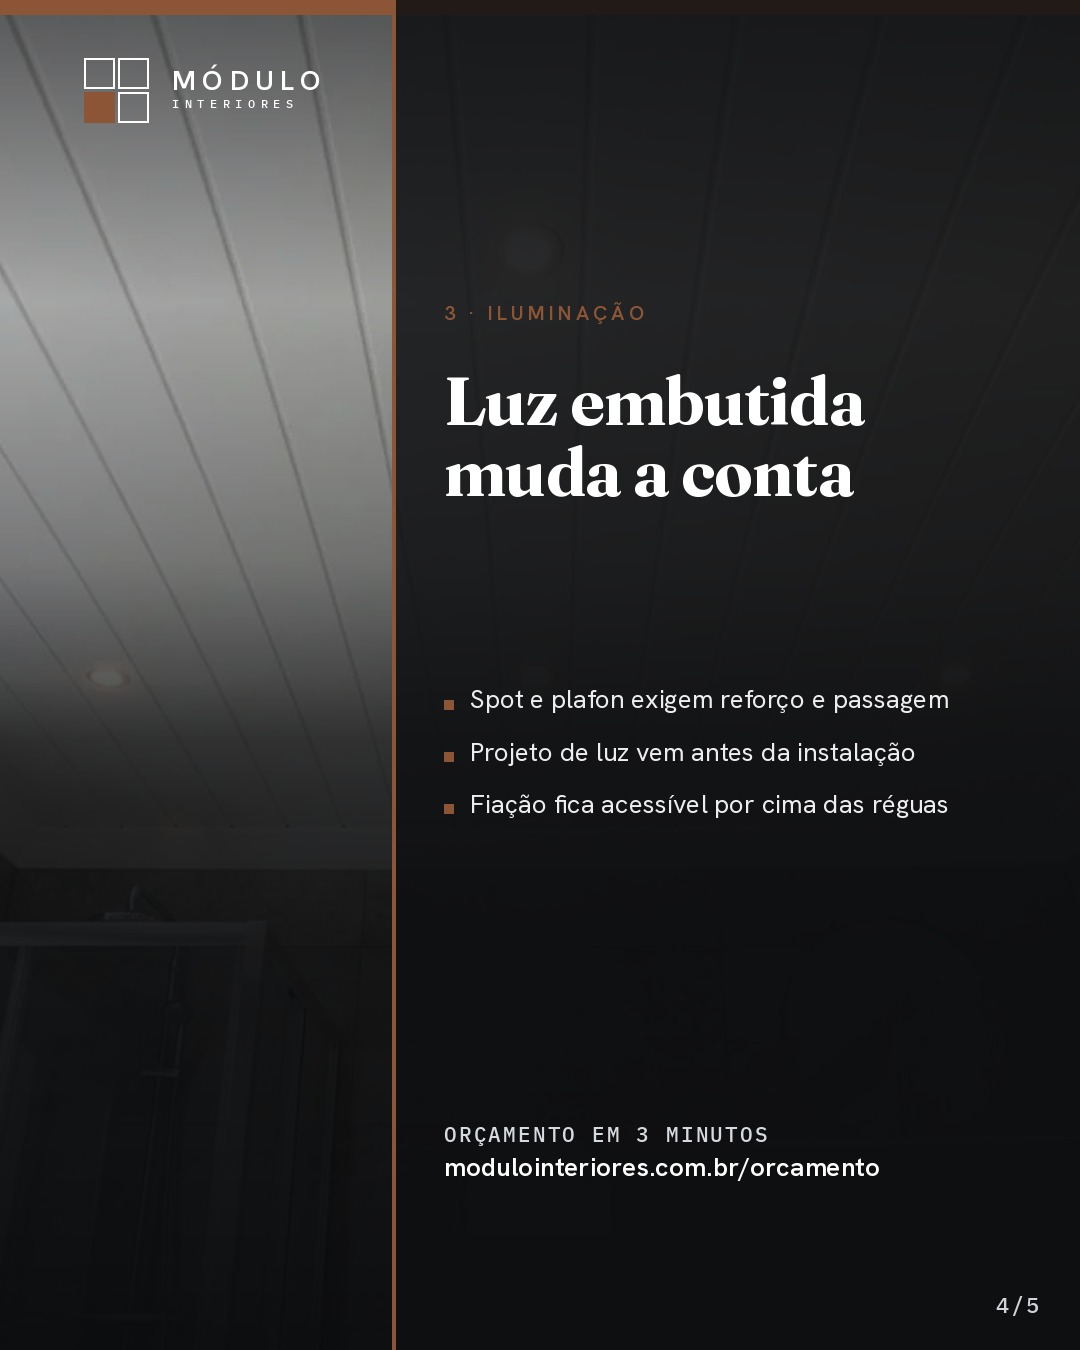 MÓDULO
INTERIORES
3 · ILUMINAÇÃO
Luz embutida
muda a conta
Spot e plafon exigem reforço e passagem
Projeto de luz vem antes da instalação
Fiação fica acessível por cima das réguas
ORÇAMENTO EM 3 MINUTOS
modulointeriores.com.br/orcamento
4/5